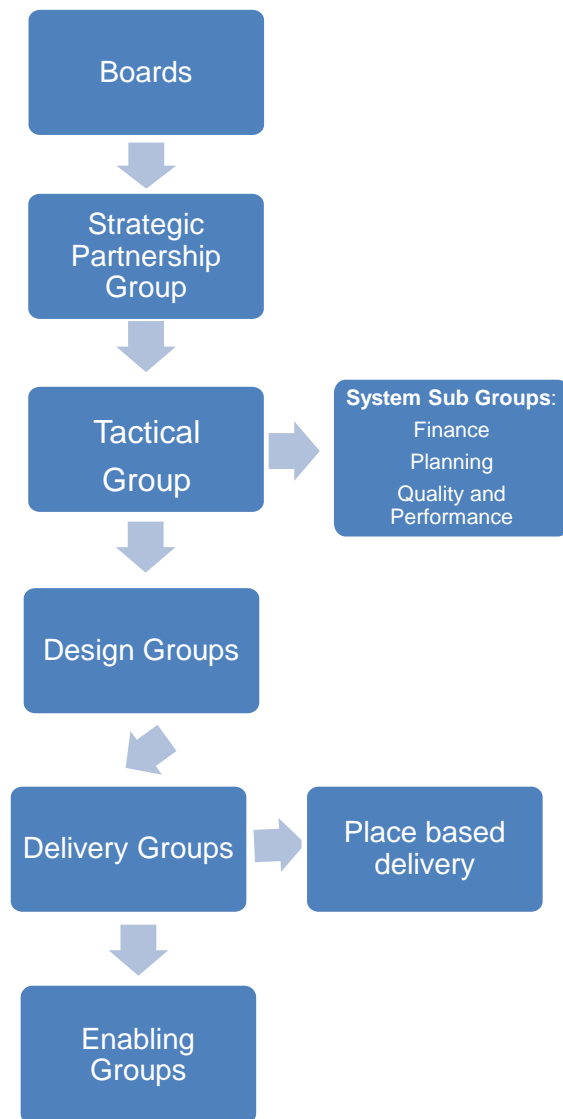 Boards
Strategic
Partnership
Group
Tactical
Group
System Sub Groups:
Finance
Planning
Quality and
Performance
Design Groups
Delivery Groups
Place based
delivery
Enabling
Groups